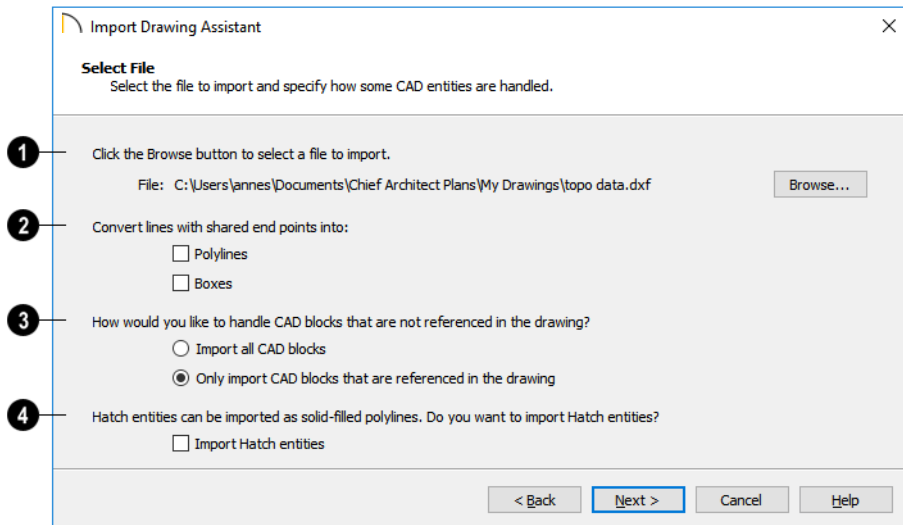 Import Drawing Assistant
Select File
Select the file to import and specify how some CAD entities are handled.
1 Click the Browse button to select a file to import.
File: C:\Users\annes\Documents\Chief Architect Plans\My Drawings\topo data.dxf Browse...
2 Convert lines with shared end points into:
Polylines
Boxes
3 How would you like to handle CAD blocks that are not referenced in the drawing?
Import all CAD blocks
Only import CAD blocks that are referenced in the drawing
4 Hatch entities can be imported as solid-filled polylines. Do you want to import Hatch entities?
Import Hatch entities
< Back Next > Cancel Help